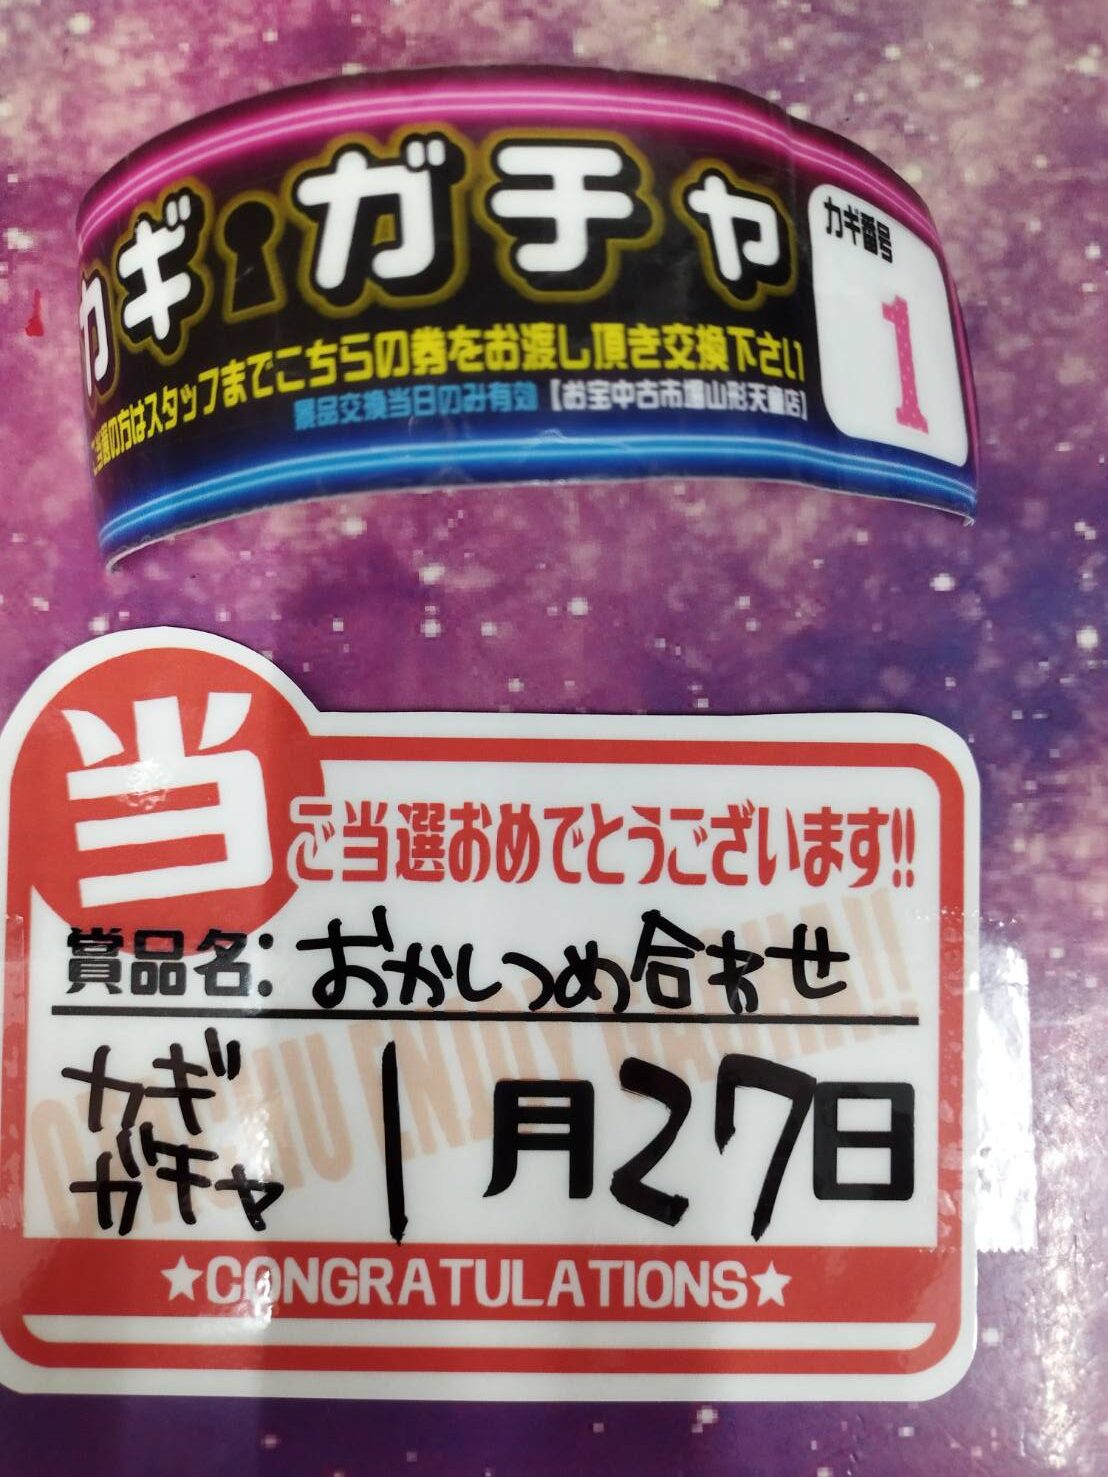 カギガチャ
カギ番号
1
ご当選の方はスタッフまでこちらの券をお渡し頂き交換下さい
景品交換当日のみ有効【お宝中古市場山形天童店】
当
ご当選おめでとうございます!!
賞品名:おかしつめ合わせ
カギ
ガチャ
1月27日
★CONGRATULATIONS★